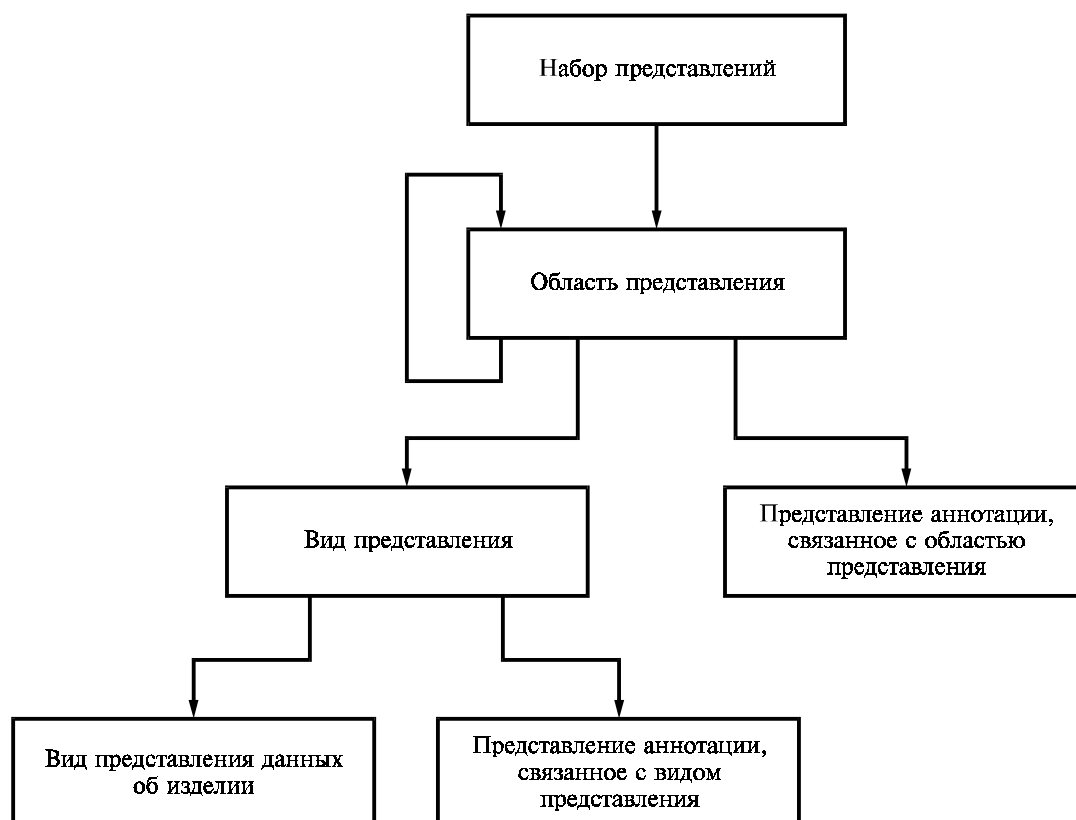 Набор представлений
Область представления
Вид представления
Представление аннотации,
связанное с областью
представления
Вид представления данных
об изделии
Представление аннотации,
связанное с видом
представления